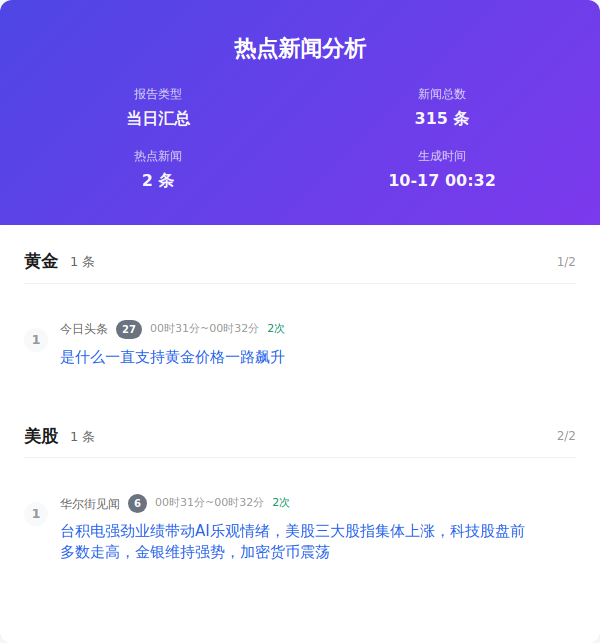 热点新闻分析
报告类型
当日汇总
新闻总数
315 条
热点新闻
2 条
生成时间
10-17 00:32
黄金 1 条 1/2
1 今日头条 27 00时31分~00时32分 2次
是什么一直支持黄金价格一路飙升
美股 1 条 2/2
1 华尔街见闻 6 00时31分~00时32分 2次
台积电强劲业绩带动AI乐观情绪，美股三大股指集体上涨，科技股盘前
多数走高，金银维持强势，加密货币震荡